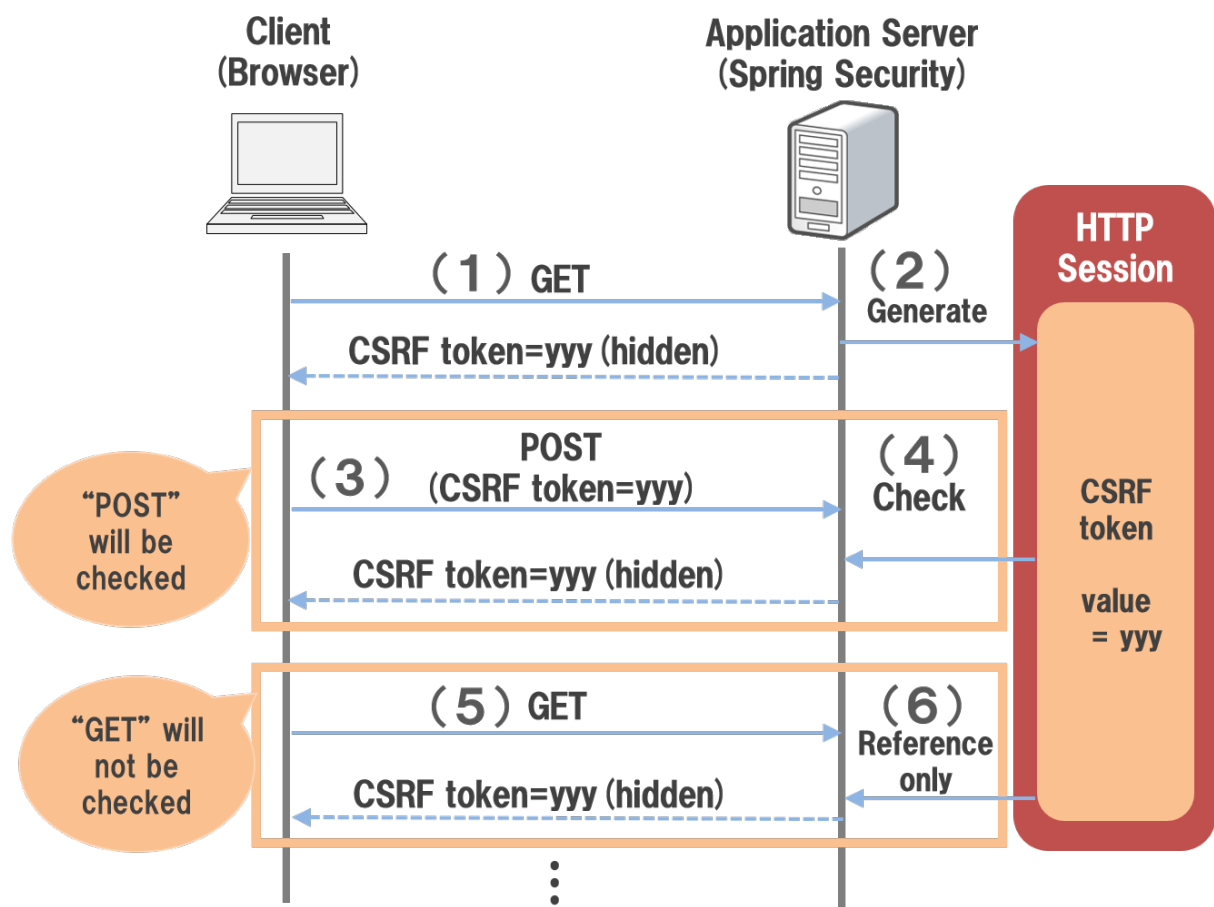 Client
(Browser)
Application Server
(Spring Security)
HTTP
Session
(1) GET
(2)
Generate
CSRF token=yyy (hidden)
“POST”
will be
checked
(3)
POST
(CSRF token=yyy)
(4)
Check
CSRF token=yyy (hidden)
CSRF
token
value
= yyy
“GET” will
not be
checked
(5) GET
(6)
Reference
only
CSRF token=yyy (hidden)